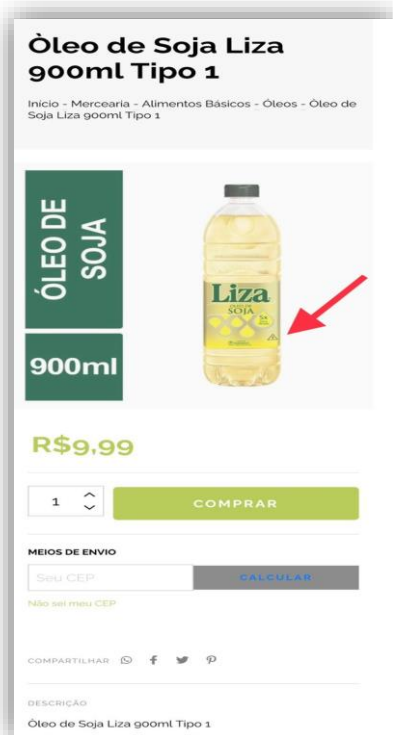 Òleo de Soja Liza
900ml Tipo 1
Início - Mercearia - Alimentos Básicos - Óleos - Óleo de
Soja Liza 900ml Tipo 1
ÓLEO DE
SOJA
900ml
Liza
ÓLEO DE
SOJA
R$9,99
1
COMPRAR
MEIOS DE ENVIO
Seu CEP
CALCULAR
Não sei meu CEP
COMPARTILHAR
DESCRIÇÃO
Óleo de Soja Liza 900ml Tipo 1